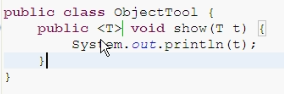 public class ObjectTool {
    public <T> void show(T t) {
        System.out.println(t);
    }
}